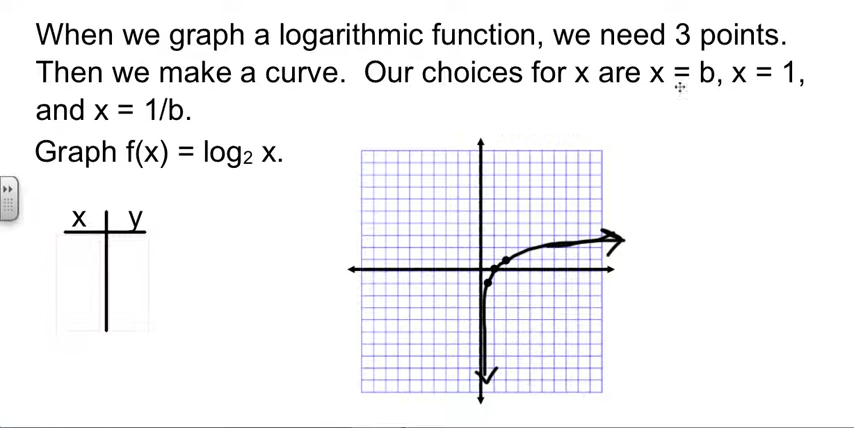 When we graph a logarithmic function, we need 3 points.
Then we make a curve. Our choices for x are x = b, x = 1,
and x = 1/b.
Graph f(x) = log₂ x.
x y